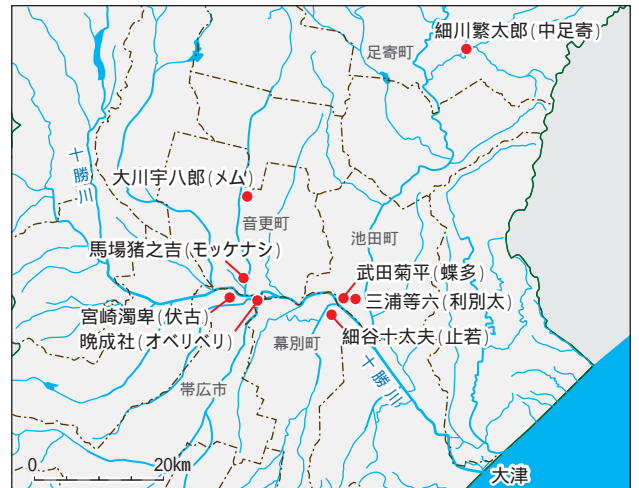 細川繁太郎(中足寄)
足寄町
十勝川
大川宇八郎(メム)
音更町
池田町
馬場猪之吉(モッケナシ)
武田菊平(蝶多)
三浦等六(利別太)
宮崎濁卑(伏古)
細谷十太夫(止若)
晩成社(オベリベリ)
幕別町
十勝川
帯広市
0 20km
大津